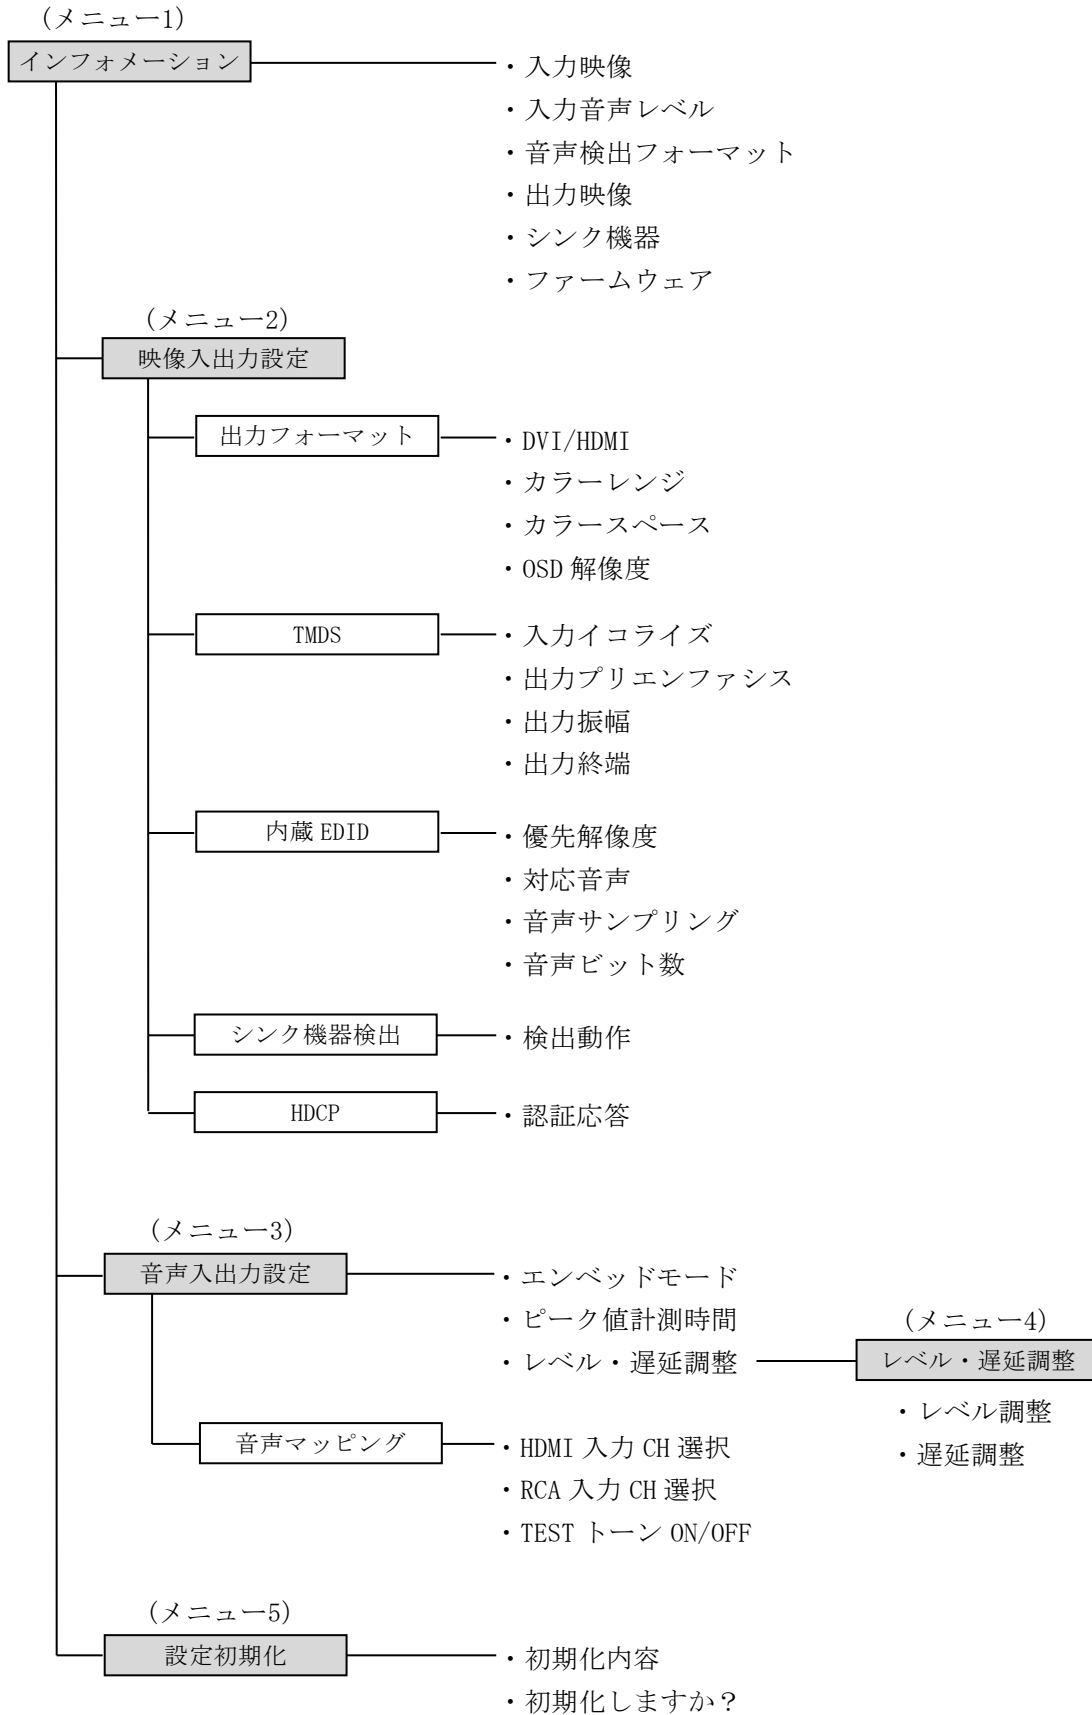 (メニュー1)
インフォメーション
・入力映像
・入力音声レベル
・音声検出フォーマット
・出力映像
・シンク機器
・ファームウェア
(メニュー2)
映像入出力設定
出力フォーマット
・DVI/HDMI
・カラーレンジ
・カラースペース
・OSD 解像度
TMDS
・入力イコライズ
・出力プリエンファシス
・出力振幅
・出力終端
内蔵 EDID
・優先解像度
・対応音声
・音声サンプリング
・音声ビット数
シンク機器検出
・検出動作
HDCP
・認証応答
(メニュー3)
音声入出力設定
・エンベッドモード
・ピーク値計測時間
・レベル・遅延調整
(メニュー4)
レベル・遅延調整
・レベル調整
・遅延調整
音声マッピング
・HDMI 入力 CH 選択
・RCA 入力 CH 選択
・TEST トーン ON/OFF
(メニュー5)
設定初期化
・初期化内容
・初期化しますか？